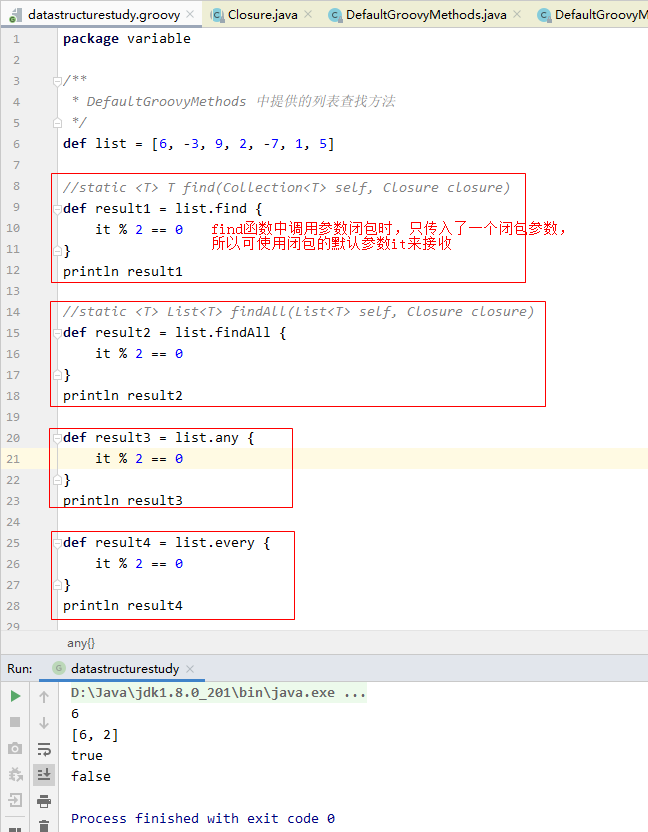 datastructurestudy.groovy Closure.java DefaultGroovyMethods.java DefaultGroovyM
1 package variable
2
3 /**
4 * DefaultGroovyMethods 中提供的列表查找方法
5 */
6 def list = [6, -3, 9, 2, -7, 1, 5]
7
8 //static <T> T find(Collection<T> self, Closure closure)
9 def result1 = list.find {
10 it % 2 == 0 find函数中调用参数闭包时，只传入了一个闭包参数，
所以可使用闭包的默认参数it来接收
11 }
12 println result1
13
14 //static <T> List<T> findAll(List<T> self, Closure closure)
15 def result2 = list.findAll {
16 it % 2 == 0
17 }
18 println result2
19
20 def result3 = list.any {
21 it % 2 == 0
22 }
23 println result3
24
25 def result4 = list.every {
26 it % 2 == 0
27 }
28 println result4
29
any{}
Run: datastructurestudy
D:\Java\jdk1.8.0_201\bin\java.exe ...
6
[6, 2]
true
false
Process finished with exit code 0